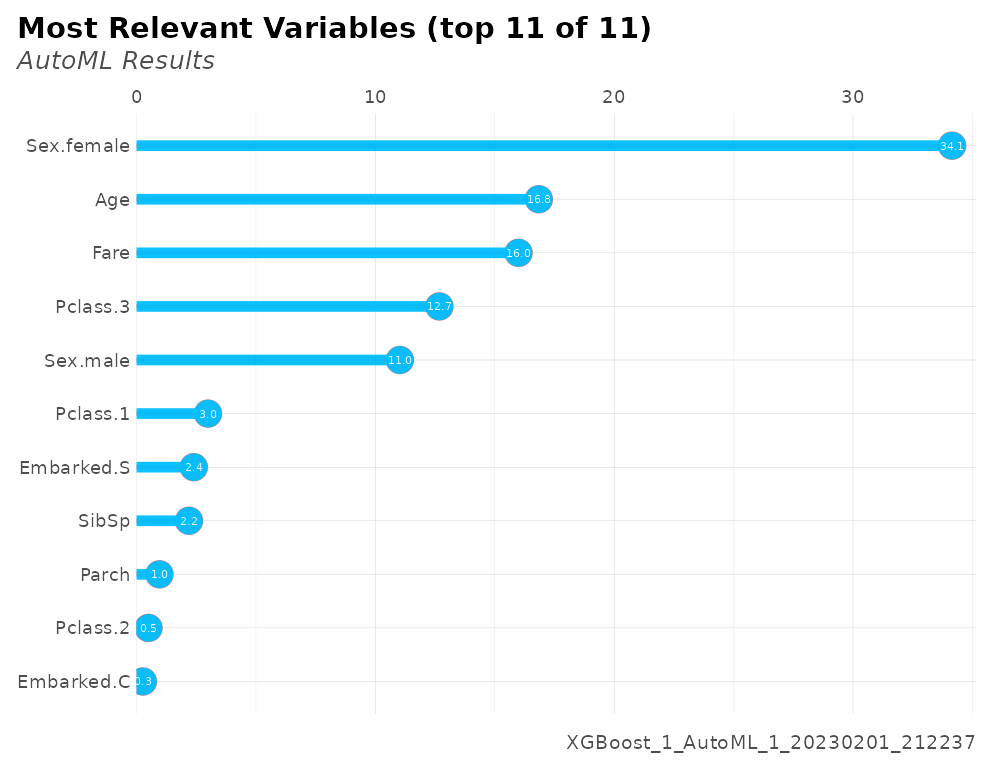 Most Relevant Variables (top 11 of 11)
AutoML Results
0 10 20 30
Sex.female 34.1
Age 16.8
Fare 16.0
Pclass.3 12.7
Sex.male 11.0
Pclass.1 3.0
Embarked.S 2.4
SibSp 2.2
Parch 1.0
Pclass.2 0.5
Embarked.C 0.3
XGBoost_1_AutoML_1_20230201_212237